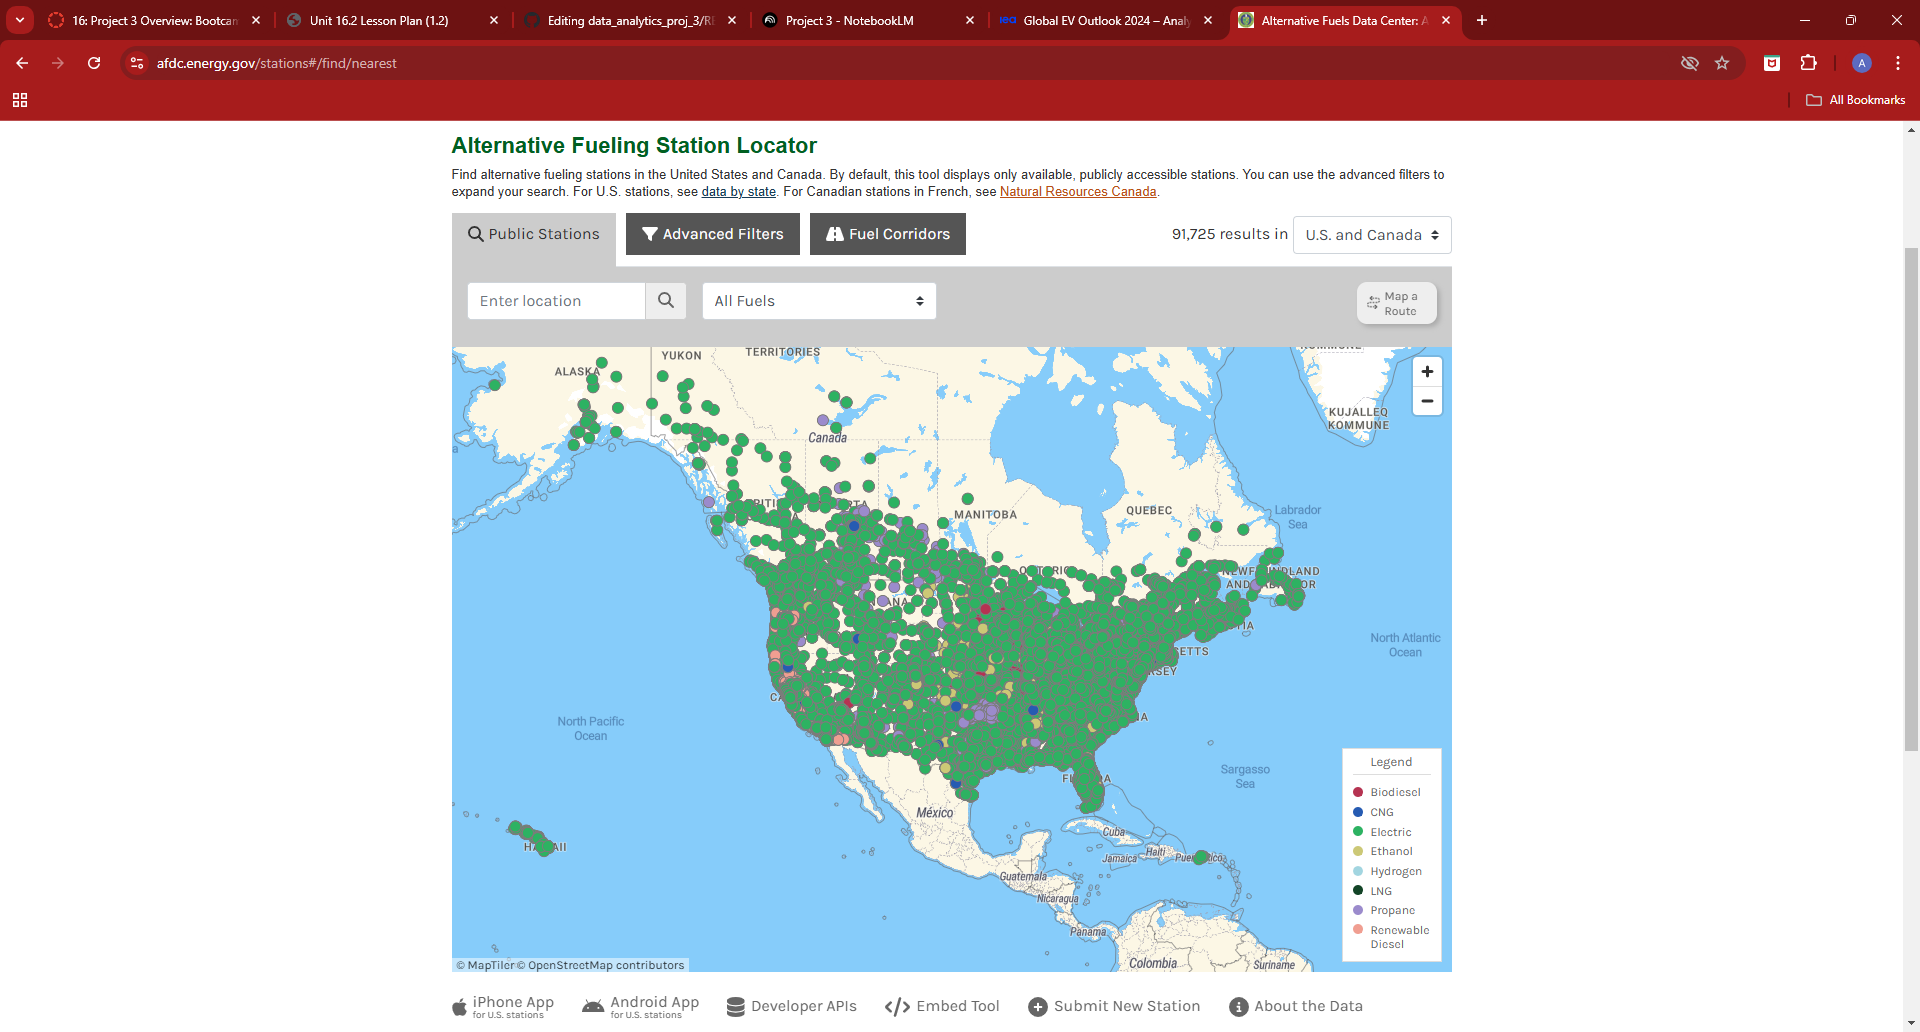 16: Project 3 Overview: Bootcam
Unit 16.2 Lesson Plan (1.2)
Editing data_analytics_proj_3/RE
Project 3 - NotebookLM
Global EV Outlook 2024 – Analy
Alternative Fuels Data Center: A
afdc.energy.gov/stations#/find/nearest
A
All Bookmarks
Alternative Fueling Station Locator
Find alternative fueling stations in the United States and Canada. By default, this tool displays only available, publicly accessible stations. You can use the advanced filters to
expand your search. For U.S. stations, see data by state. For Canadian stations in French, see Natural Resources Canada.
Public Stations
Advanced Filters
Fuel Corridors
91,725 results in
U.S. and Canada
Enter location
All Fuels
Map a
Route
YUKON
TERRITORIES
ALASKA
KUJALLEQ
KOMMUNE
Canada
MANITOBA
QUEBEC
Labrador
Sea
North Atlantic
Ocean
North Pacific
Ocean
Sargasso
Sea
México
Cuba
Jamaica
Haiti
Guatemala
Nicaragua
Panama
Colombia
Suriname
Legend
Biodiesel
CNG
Electric
Ethanol
Hydrogen
LNG
Propane
Renewable
Diesel
© MapTiler © OpenStreetMap contributors
iPhone App
for U.S. stations
Android App
for U.S. stations
Developer APIs
Embed Tool
Submit New Station
About the Data